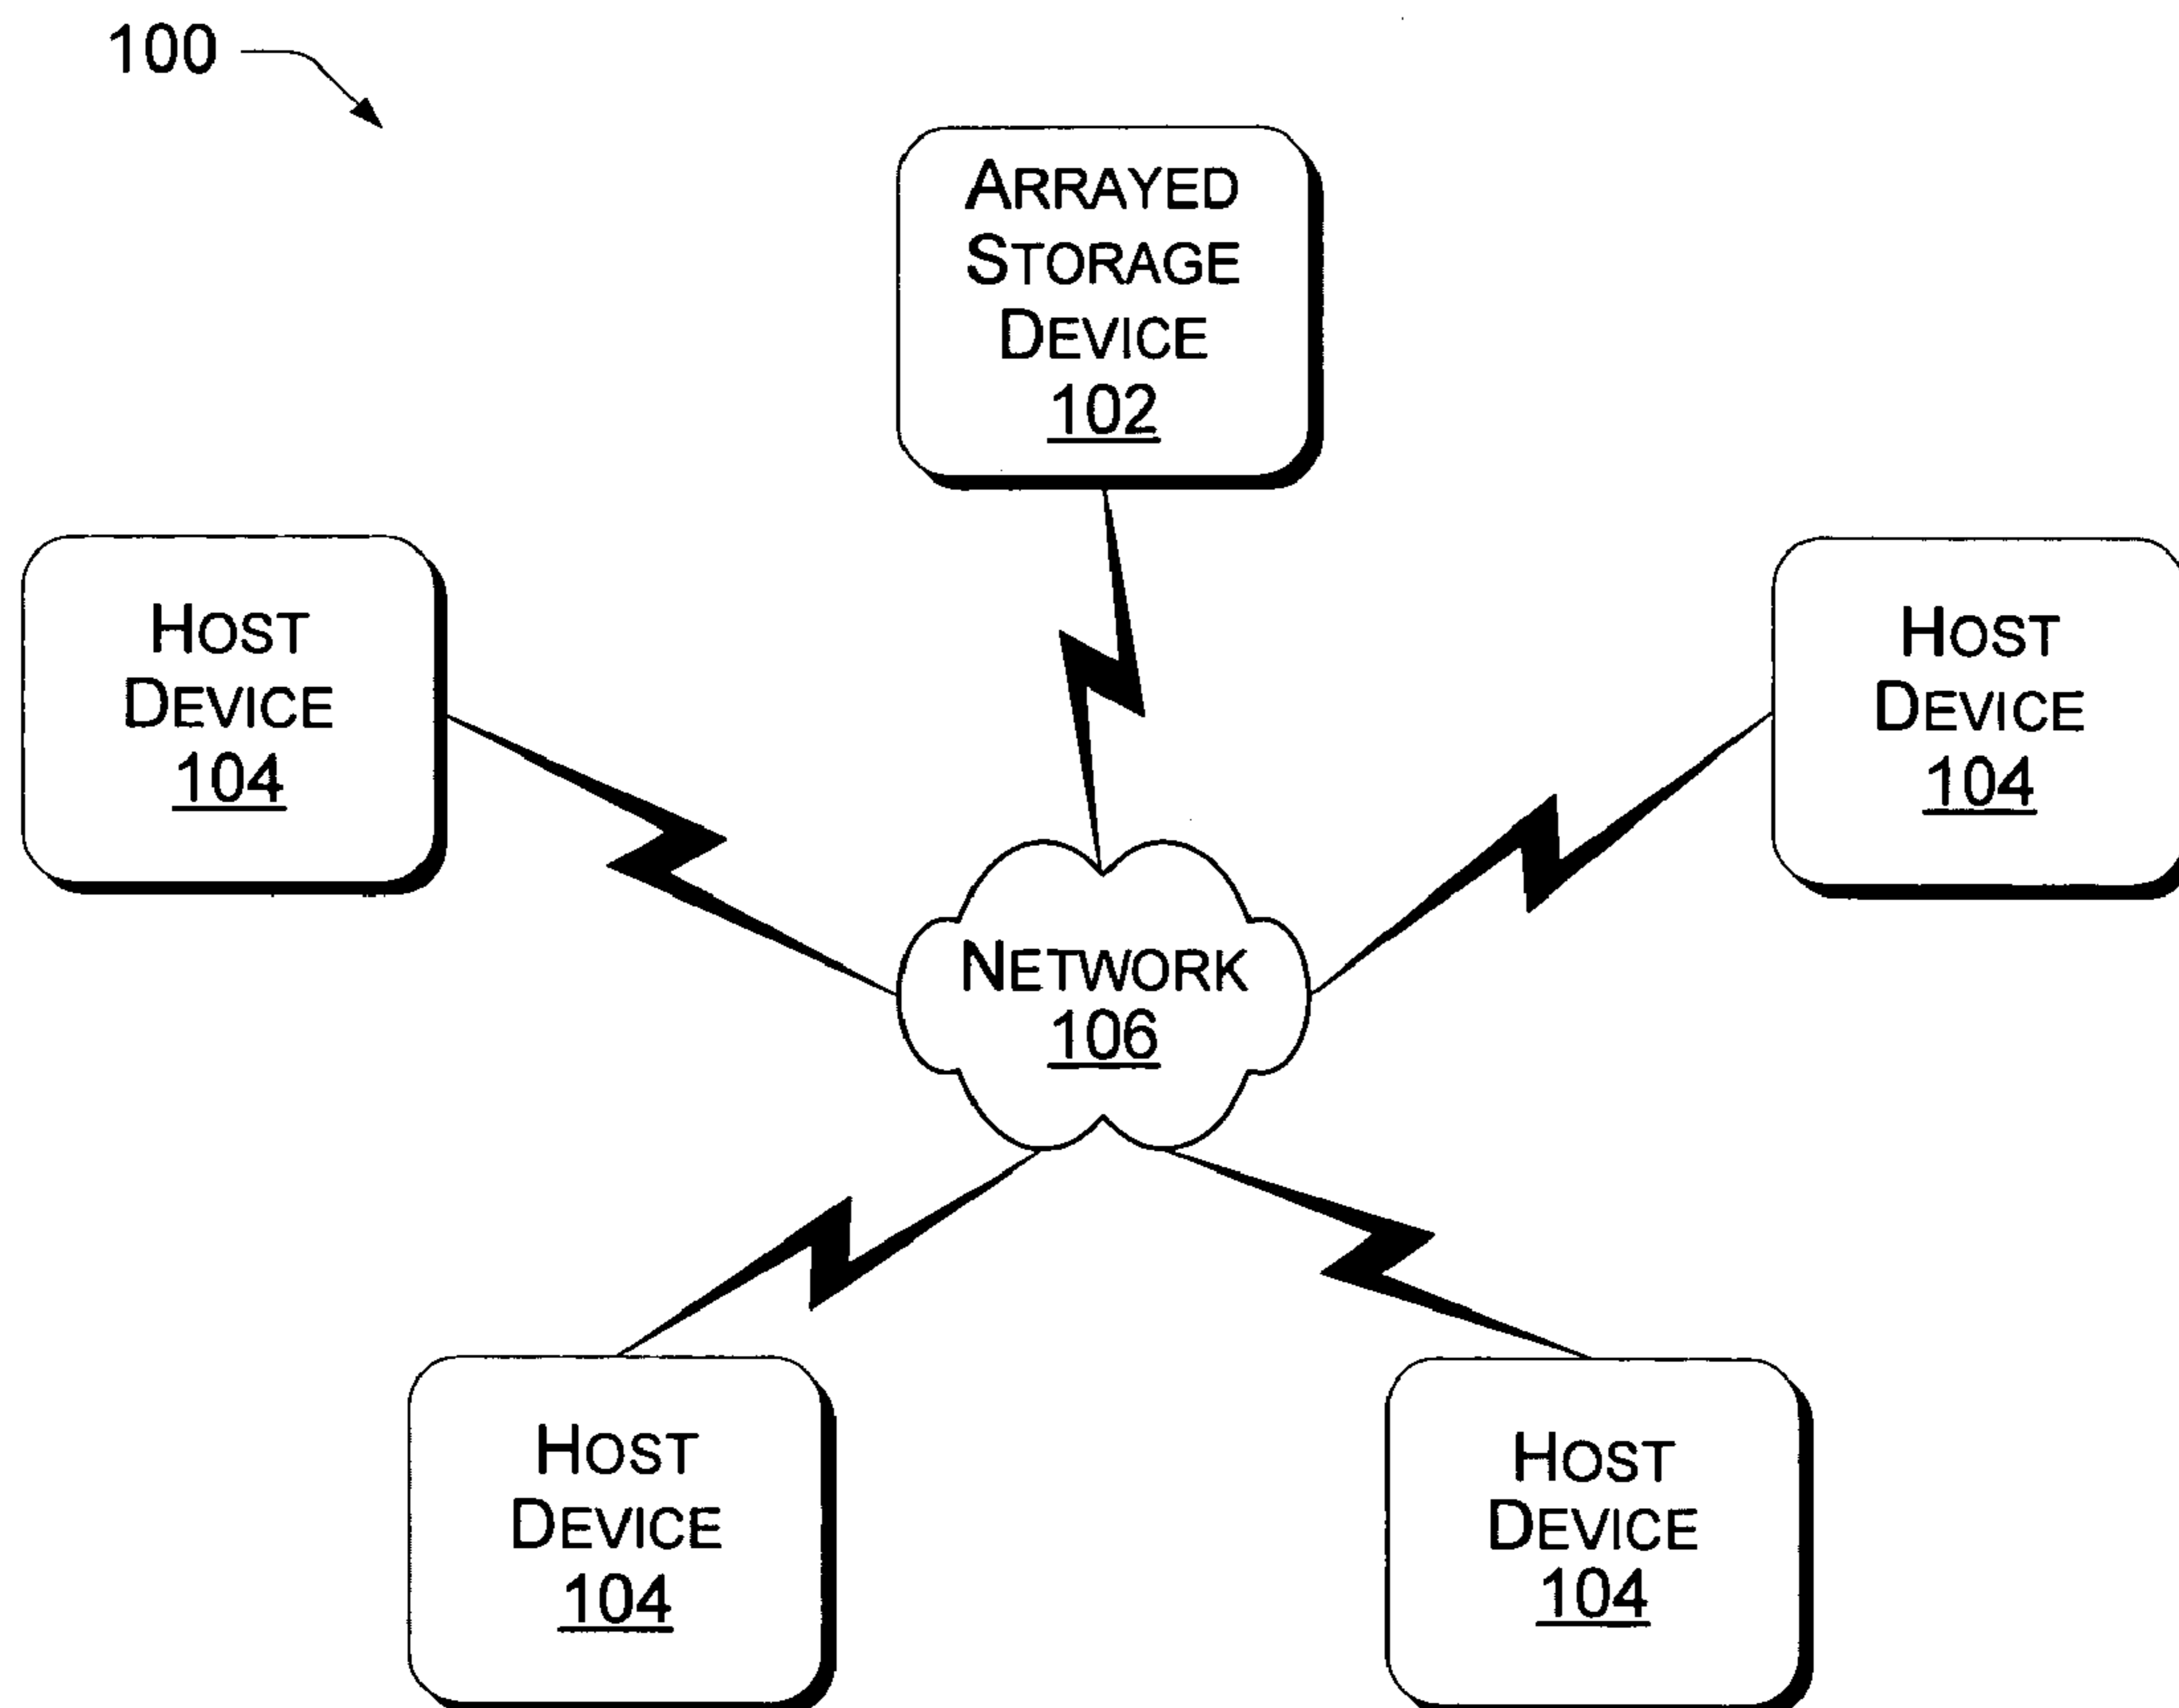 100
ARRAYED
STORAGE
DEVICE
102
HOST
DEVICE
104
HOST
DEVICE
104
NETWORK
106
HOST
DEVICE
104
HOST
DEVICE
104